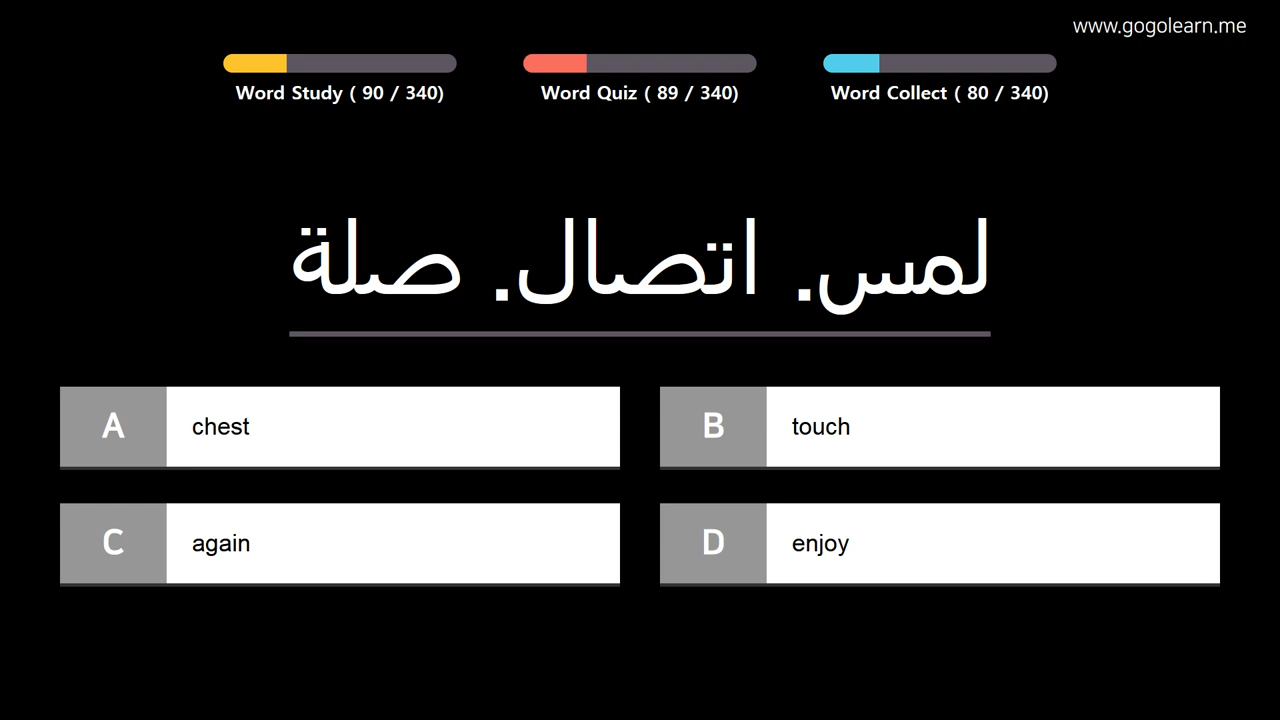 www.gogolearn.me
Word Study ( 90 / 340)
Word Quiz ( 89 / 340)
Word Collect ( 80 / 340)
لمس. اتصال. صلة
A chest
B touch
C again
D enjoy